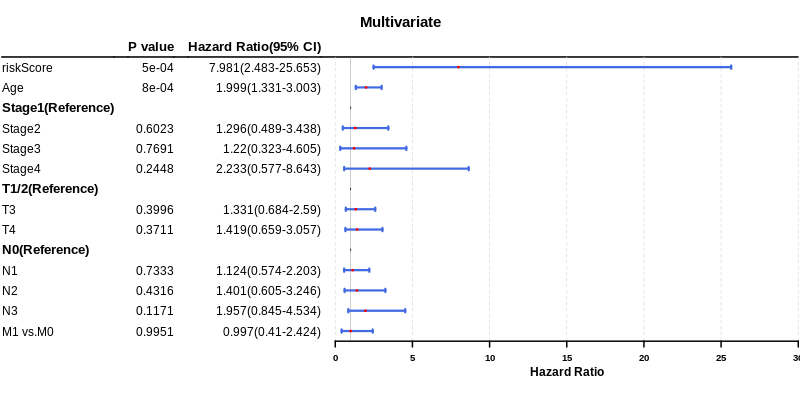 Multivariate
P value Hazard Ratio(95% CI)
riskScore 5e-04 7.981(2.483-25.653)
Age 8e-04 1.999(1.331-3.003)
Stage1(Reference)
Stage2 0.6023 1.296(0.489-3.438)
Stage3 0.7691 1.22(0.323-4.605)
Stage4 0.2448 2.233(0.577-8.643)
T1/2(Reference)
T3 0.3996 1.331(0.684-2.59)
T4 0.3711 1.419(0.659-3.057)
N0(Reference)
N1 0.7333 1.124(0.574-2.203)
N2 0.4316 1.401(0.605-3.246)
N3 0.1171 1.957(0.845-4.534)
M1 vs.M0 0.9951 0.997(0.41-2.424)
0 5 10 15 20 25 30
Hazard Ratio